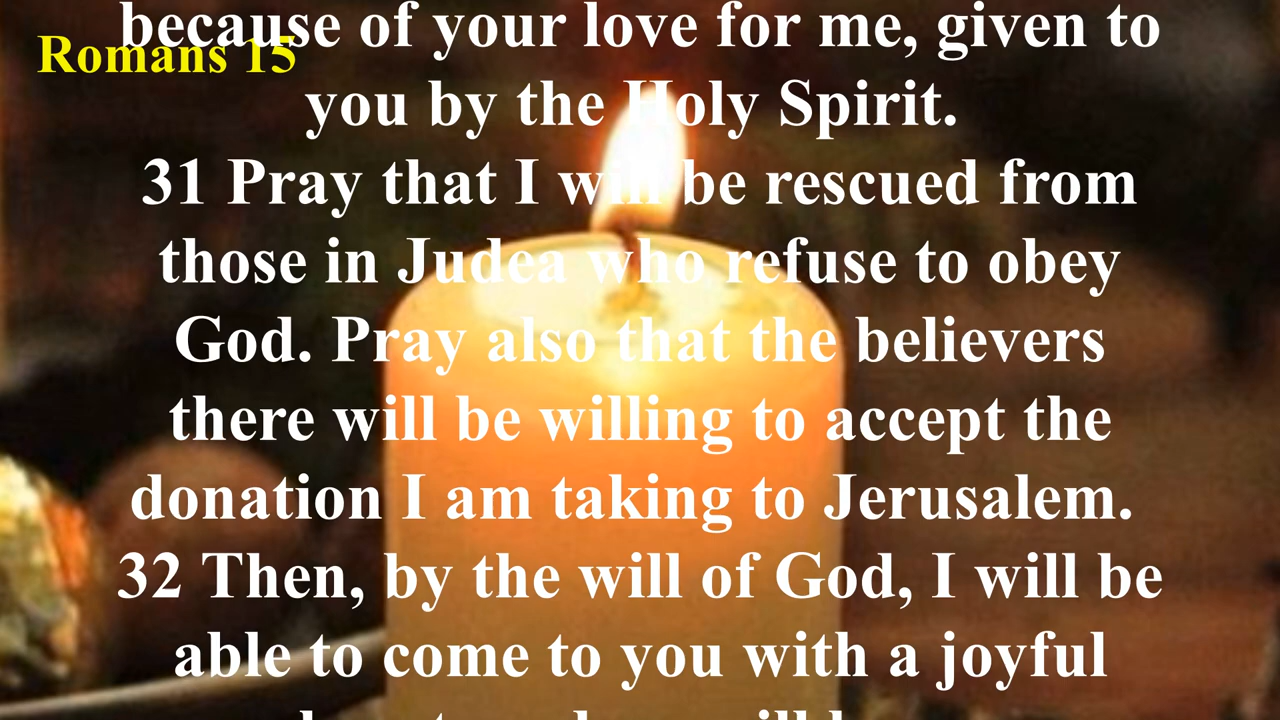 because of your love for me, given to
Romans 15
you by the Holy Spirit.
31 Pray that I will be rescued from
those in Judea who refuse to obey
God. Pray also that the believers
there will be willing to accept the
donation I am taking to Jerusalem.
32 Then, by the will of God, I will be
able to come to you with a joyful